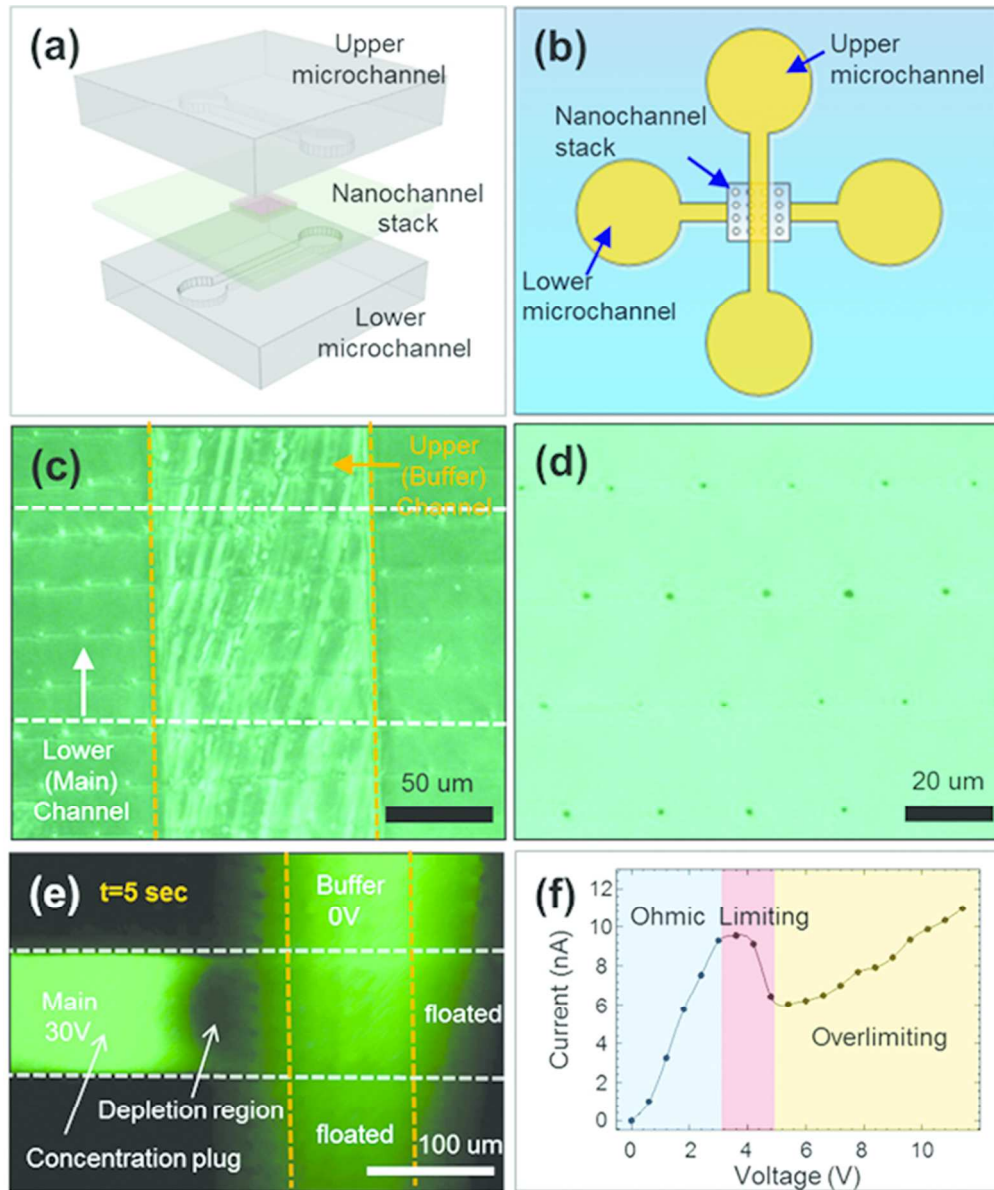 (a)
Upper
microchannel
Nanochannel
stack
Lower
microchannel
(b)
Upper
microchannel
Nanochannel
stack
Lower
microchannel
(c)
Upper
(Buffer)
Channel
Lower
(Main)
Channel
50 um
(d)
20 um
(e)
t=5 sec
Buffer
0V
Main
30V
floated
Depletion region
Concentration plug
floated
100 um
(f)
Current (nA)
12
10
8
6
4
2
0
Ohmic Limiting
Overlimiting
0 2 4 6 8 10
Voltage (V)